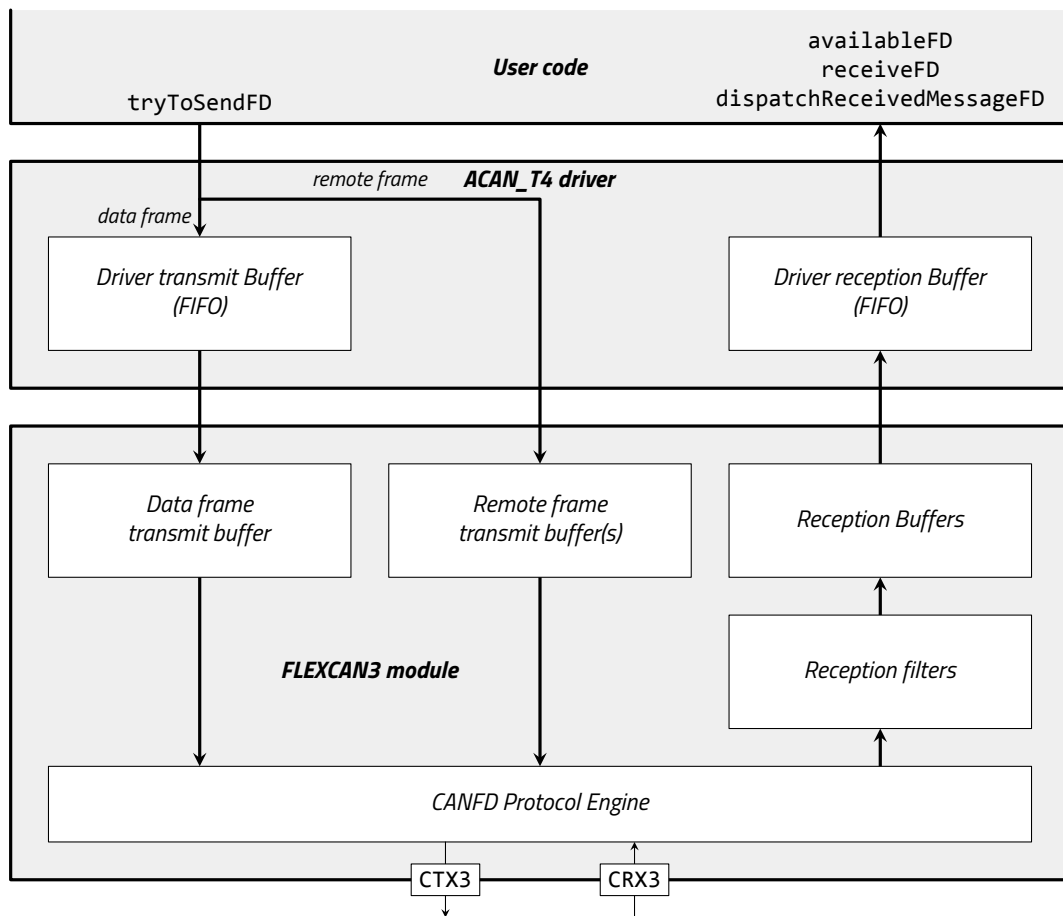 availableFD
User code
receiveFD
tryToSendFD
dispatchReceivedMessageFD
remote frame
ACAN_T4 driver
data frame
Driver transmit Buffer
(FIFO)
Driver reception Buffer
(FIFO)
Data frame
transmit buffer
Remote frame
transmit buffer(s)
Reception Buffers
FLEXCAN3 module
Reception filters
CANFD Protocol Engine
CTX3
CRX3